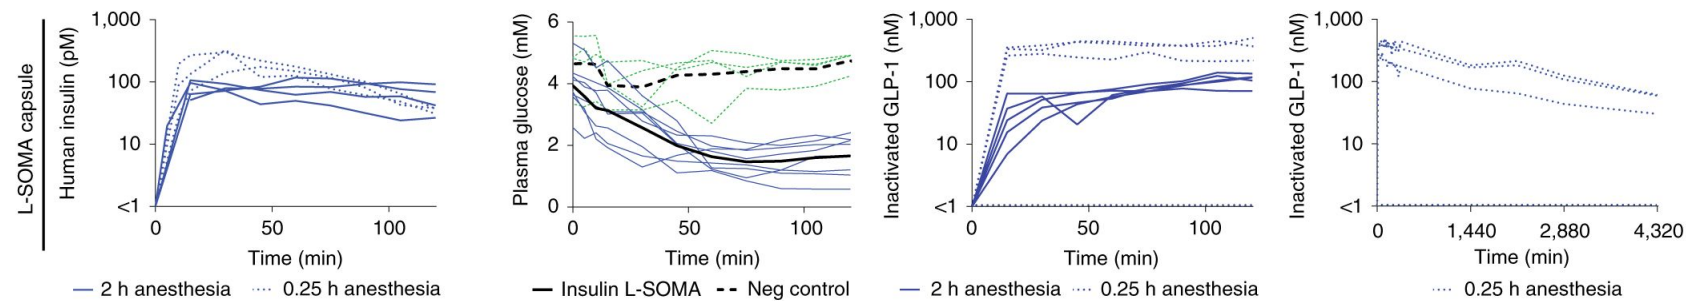 L-SOMA capsule
Human insulin (pM)
1,000
100
10
<1
0
50
100
Time (min)
2 h anesthesia
0.25 h anesthesia
Plasma glucose (mM)
6
4
2
0
0
50
100
Time (min)
Insulin L-SOMA
Neg control
Inactivated GLP-1 (nM)
1,000
100
10
<1
0
50
100
Time (min)
2 h anesthesia
0.25 h anesthesia
Inactivated GLP-1 (nM)
1,000
100
10
<1
0
1,440
2,880
4,320
Time (min)
0.25 h anesthesia